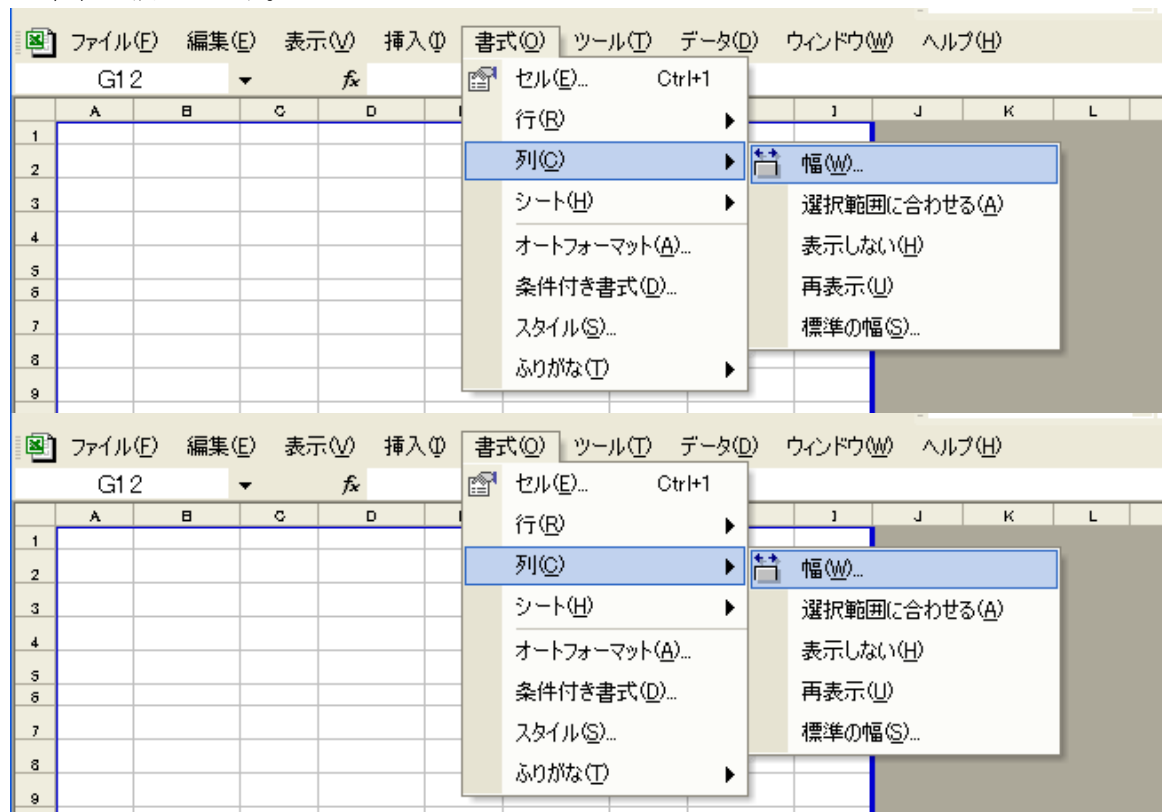 ファイル(F) 編集(E) 表示(V) 挿入(I) 書式(O) ツール(T) データ(D) ウィンドウ(W) ヘルプ(H)
G12 fx
セル(E)... Ctrl+1
A B C D I J K L
行(R)
1
列(C) 幅(W)...
2
シート(H) 選択範囲に合わせる(A)
3
オートフォーマット(A)... 表示しない(H)
4
条件付き書式(D)... 再表示(U)
5
6
スタイル(S)... 標準の幅(S)...
7
ふりがな(T)
8
9
ファイル(F) 編集(E) 表示(V) 挿入(I) 書式(O) ツール(T) データ(D) ウィンドウ(W) ヘルプ(H)
G12 fx
セル(E)... Ctrl+1
A B C D I J K L
行(R)
1
列(C) 幅(W)...
2
シート(H) 選択範囲に合わせる(A)
3
オートフォーマット(A)... 表示しない(H)
4
条件付き書式(D)... 再表示(U)
5
6
スタイル(S)... 標準の幅(S)...
7
ふりがな(T)
8
9